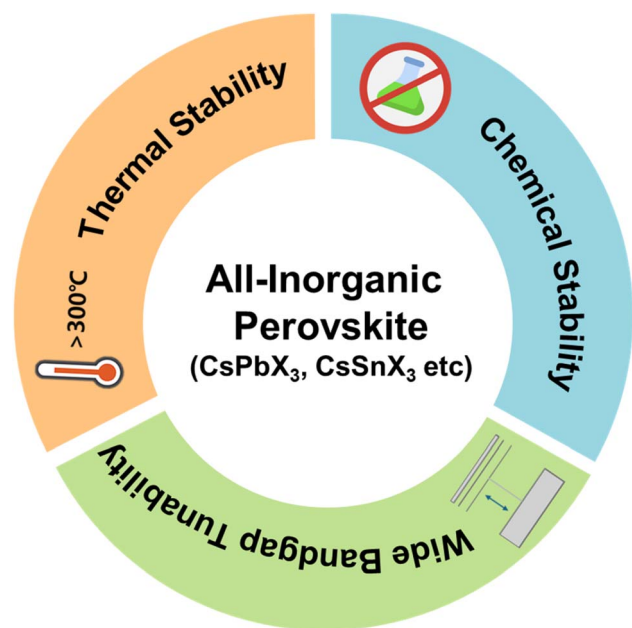 Thermal Stability
>300℃
Chemical Stability
All-Inorganic
Perovskite
(CsPbX₃, CsSnX₃ etc)
Wide Bandgap Tunability